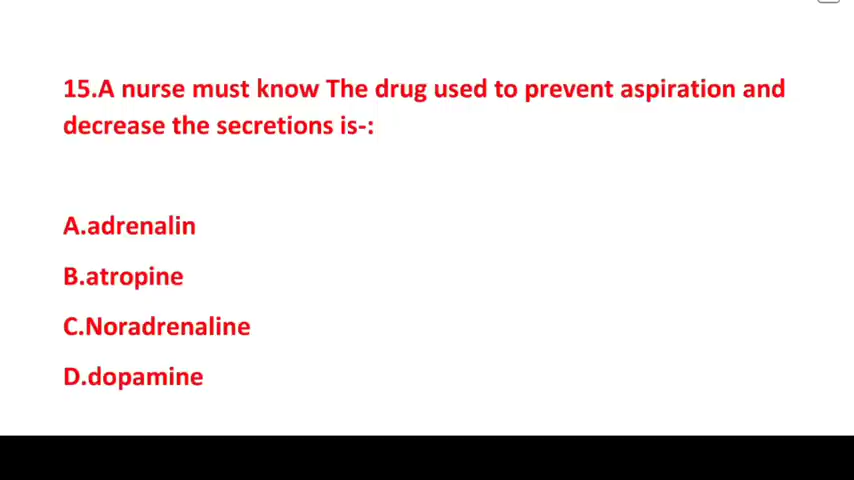 15.A nurse must know The drug used to prevent aspiration and
decrease the secretions is-:
A.adrenalin
B.atropine
C.Noradrenaline
D.dopamine